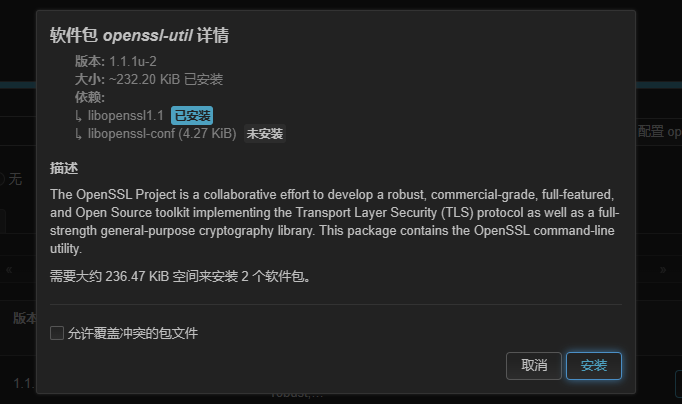 软件包 openssl-util 详情
版本: 1.1.1u-2
大小: ~232.20 KiB 已安装
依赖:
↳ libopenssl1.1 已安装
↳ libopenssl-conf (4.27 KiB) 未安装
配置 op
无
描述
The OpenSSL Project is a collaborative effort to develop a robust, commercial-grade, full-featured,
and Open Source toolkit implementing the Transport Layer Security (TLS) protocol as well as a full-
strength general-purpose cryptography library. This package contains the OpenSSL command-line
utility.
« »
需要大约 236.47 KiB 空间来安装 2 个软件包。
版本
允许覆盖冲突的包文件
取消 安装
1.1.